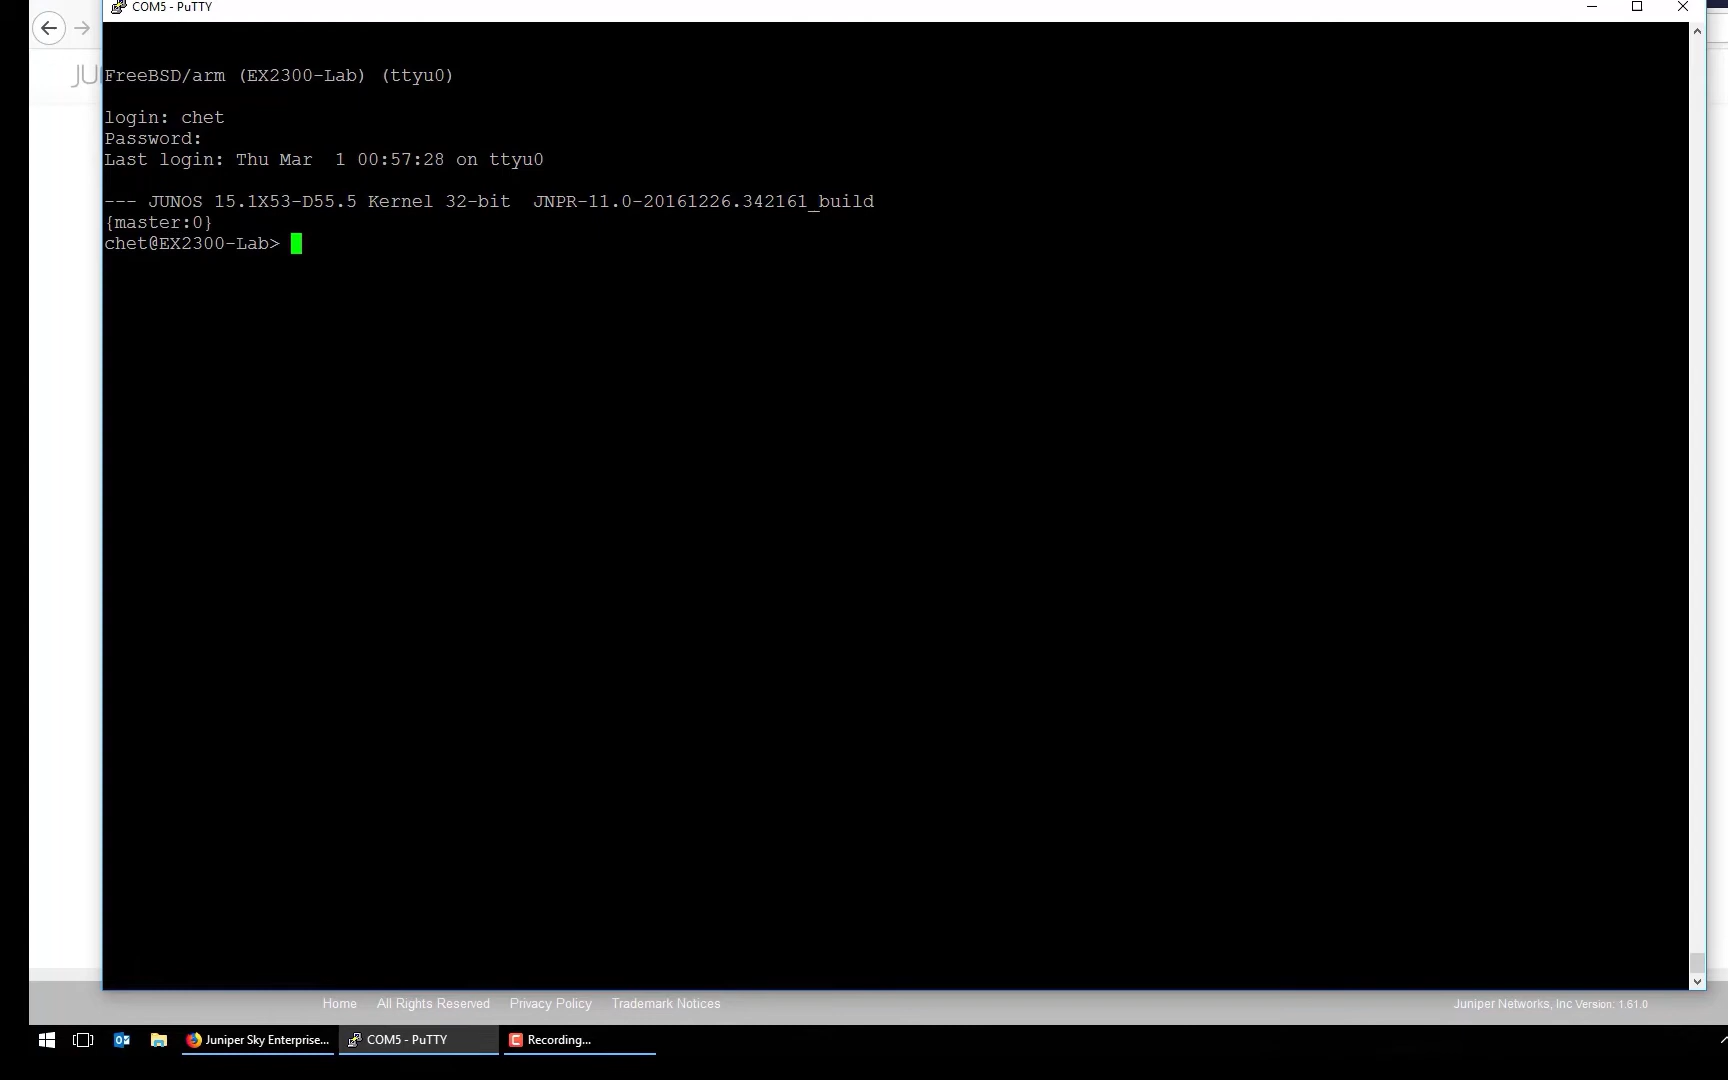 COM5 - PuTTY
JU
FreeBSD/arm (EX2300-Lab) (ttyu0)
login: chet
Password:
Last login: Thu Mar  1 00:57:28 on ttyu0
--- JUNOS 15.1X53-D55.5 Kernel 32-bit  JNPR-11.0-20161226.342161_build
{master:0}
chet@EX2300-Lab>
Home All Rights Reserved Privacy Policy Trademark Notices Juniper Networks, Inc Version: 1.61.0
Juniper Sky Enterprise... COM5 - PuTTY Recording...